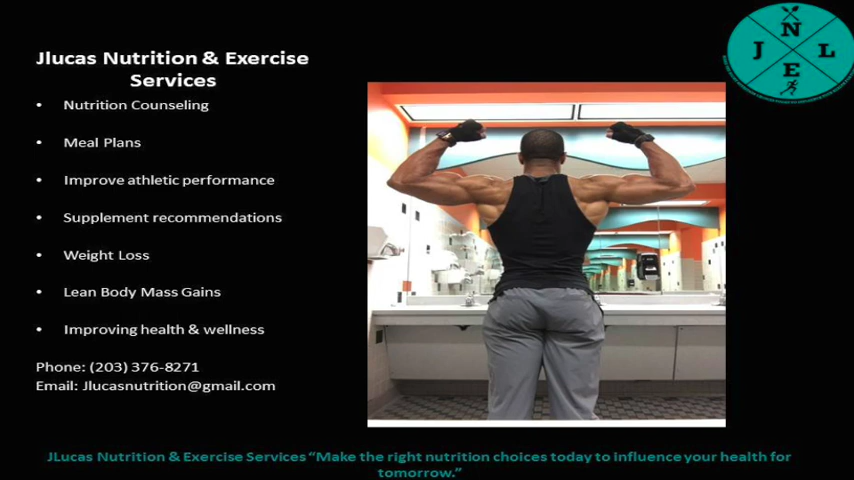 Jlucas Nutrition & Exercise
Services
• Nutrition Counseling
• Meal Plans
• Improve athletic performance
• Supplement recommendations
• Weight Loss
• Lean Body Mass Gains
• Improving health & wellness
Phone: (203) 376-8271
Email: Jlucasnutrition@gmail.com
N
J L
E
JLucas Nutrition & Exercise Services “Make the right nutrition choices today to influence your health for
tomorrow.”